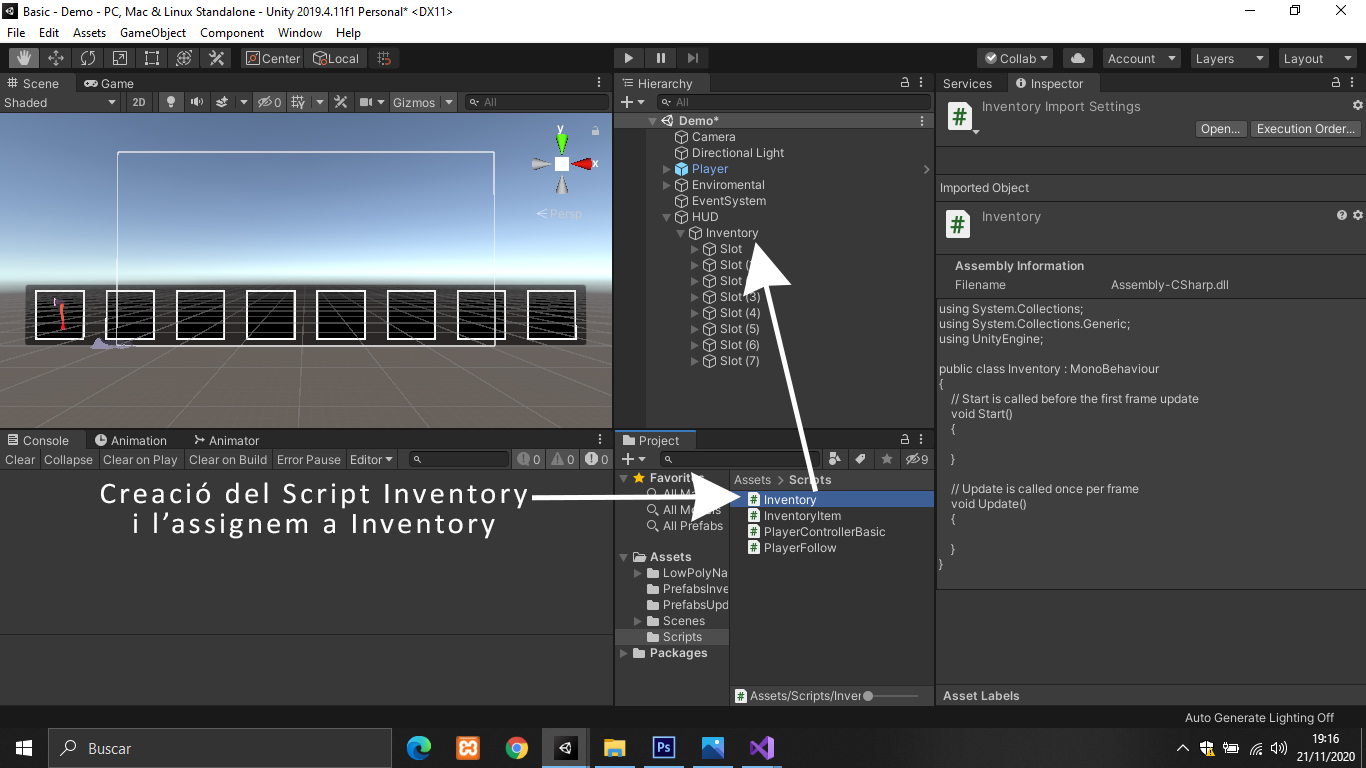 Basic - Demo - PC, Mac & Linux Standalone - Unity 2019.4.11f1 Personal* <DX11>
File Edit Assets GameObject Component Window Help
Center Local Collab Account Layers Layout
Scene Game
Shaded 2D 0 Gizmos All
y
x
Persp
Hierarchy
All
Demo*
Camera
Directional Light
Player
Enviromental
EventSystem
HUD
Inventory
Slot
Slot
Slot
Slot (3)
Slot (4)
Slot (5)
Slot (6)
Slot (7)
Services Inspector
Inventory Import Settings
Open... Execution Order...
Imported Object
Inventory
Assembly Information
Filename Assembly-CSharp.dll
using System.Collections;
using System.Collections.Generic;
using UnityEngine;
public class Inventory : MonoBehaviour
{
// Start is called before the first frame update
void Start()
{
}
// Update is called once per frame
void Update()
{
}
}
Asset Labels
Console Animation Animator
Clear Collapse Clear on Play Clear on Build Error Pause Editor 0 0 0
Creació del Script Inventory
i l’assignem a Inventory
Project
9
Favorites
All
All
All Prefabs
Assets
LowPolyNa
PrefabsInve
PrefabsUpd
Scenes
Scripts
Packages
Assets > Scripts
Inventory
InventoryItem
PlayerControllerBasic
PlayerFollow
Assets/Scripts/Inver
Auto Generate Lighting Off
Buscar
Ps
19:16
21/11/2020